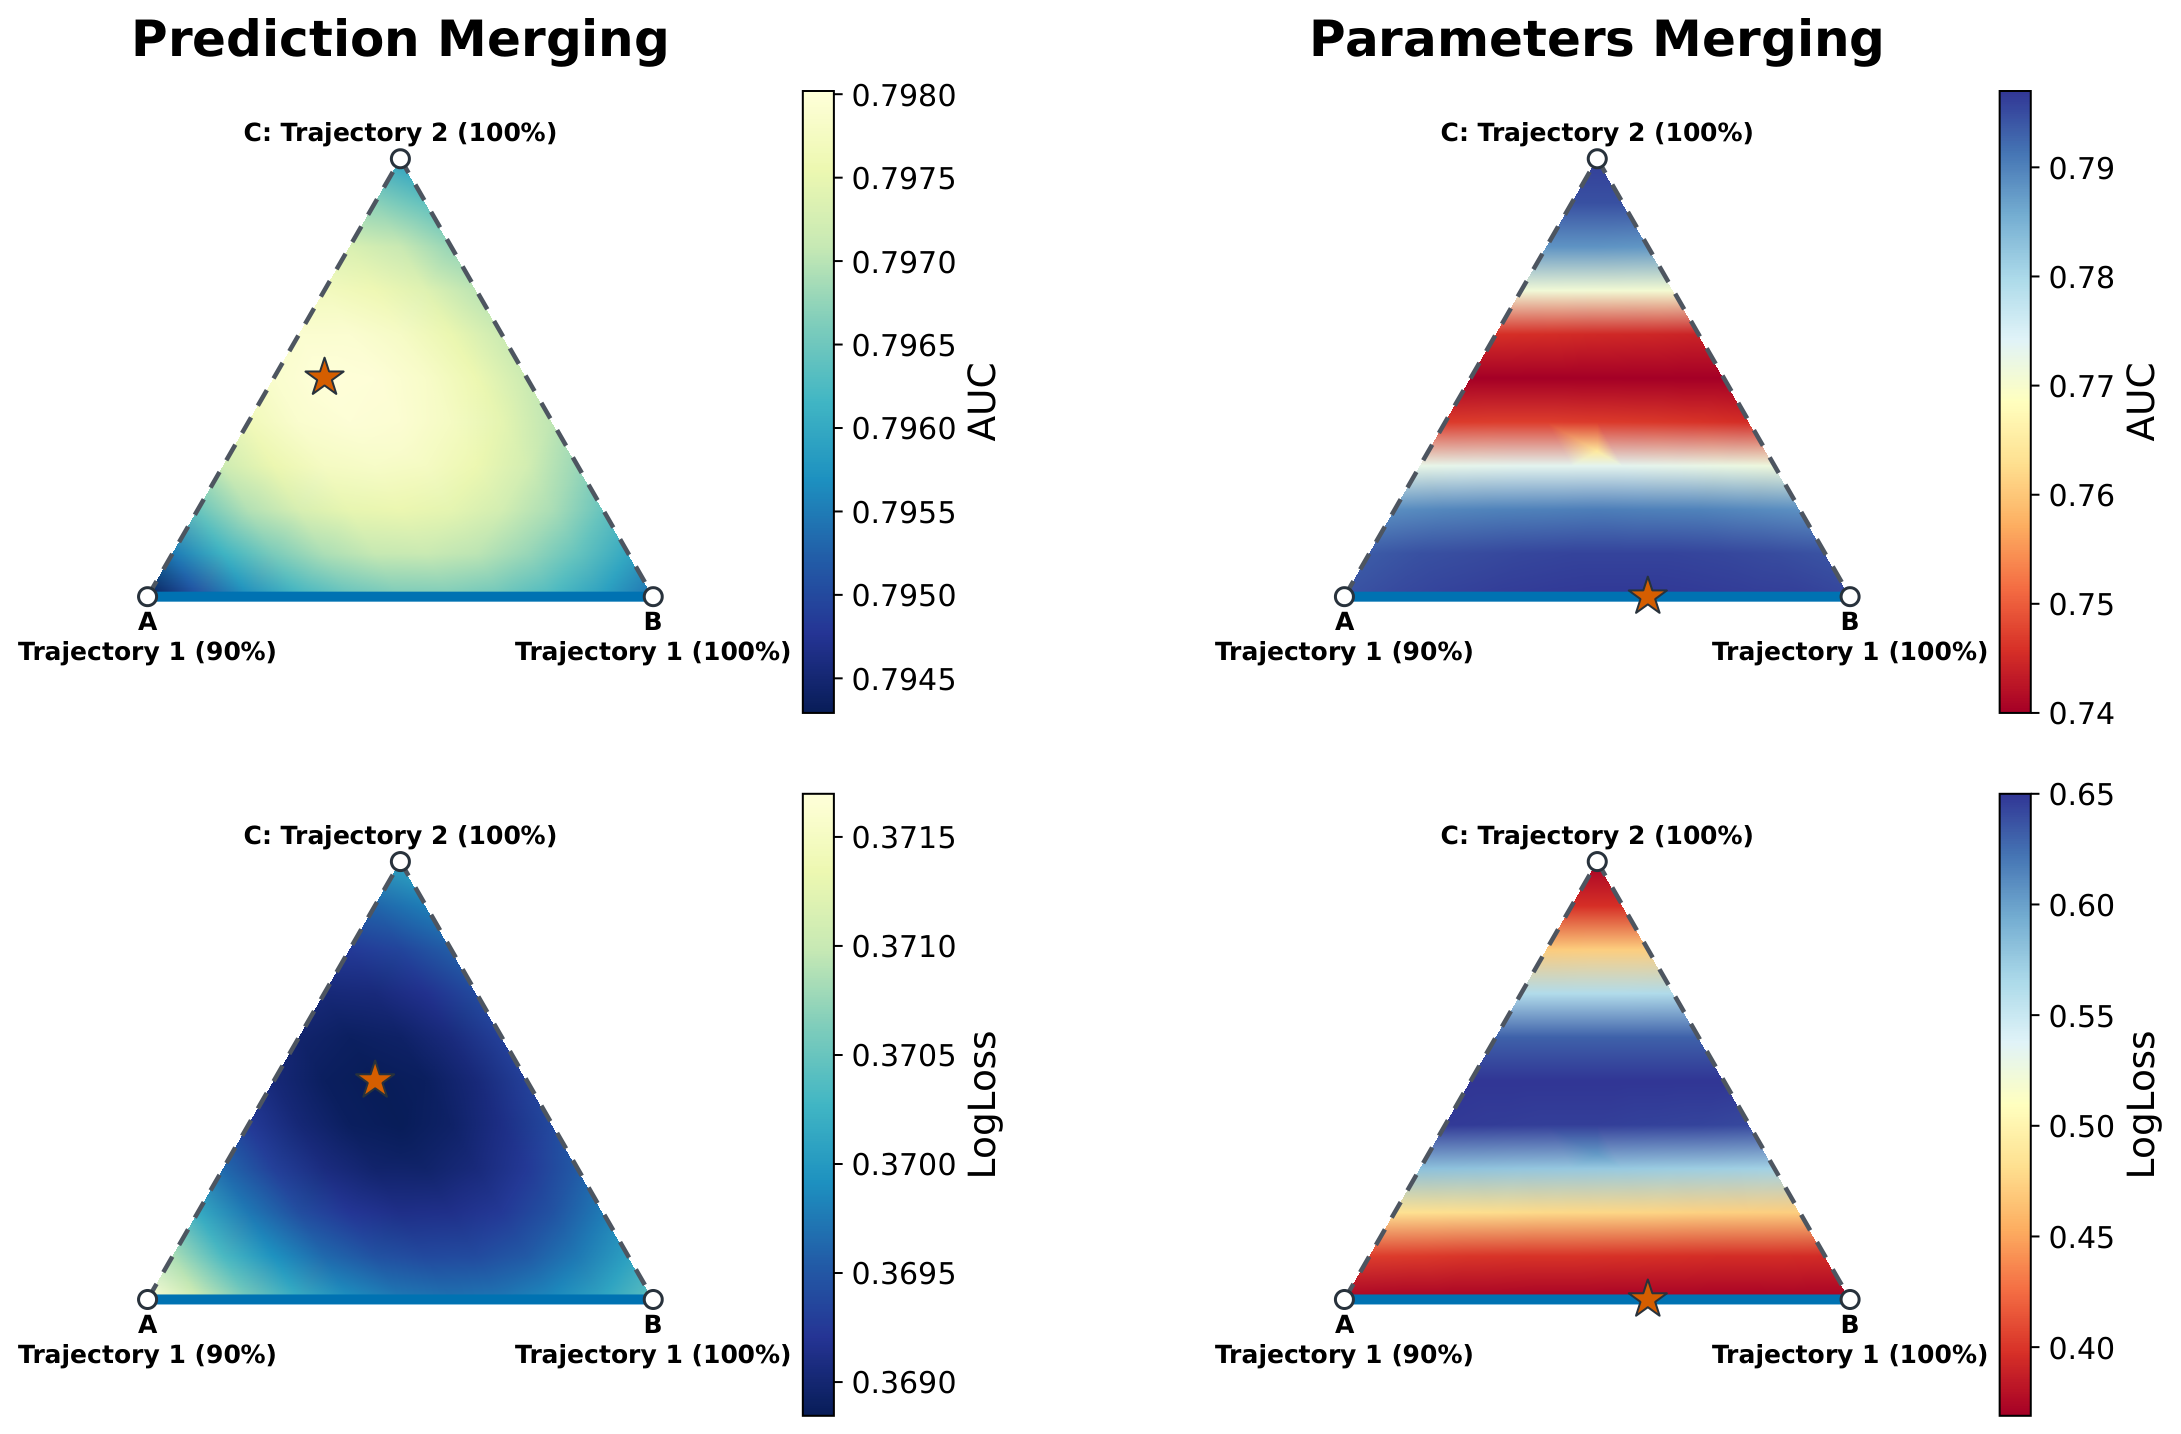 Prediction Merging
Parameters Merging
C: Trajectory 2 (100%)
A
Trajectory 1 (90%)
B
Trajectory 1 (100%)
0.7980
0.7975
0.7970
0.7965
0.7960
0.7955
0.7950
0.7945
AUC
C: Trajectory 2 (100%)
A
Trajectory 1 (90%)
B
Trajectory 1 (100%)
0.79
0.78
0.77
0.76
0.75
0.74
AUC
C: Trajectory 2 (100%)
A
Trajectory 1 (90%)
B
Trajectory 1 (100%)
0.3715
0.3710
0.3705
0.3700
0.3695
0.3690
LogLoss
C: Trajectory 2 (100%)
A
Trajectory 1 (90%)
B
Trajectory 1 (100%)
0.65
0.60
0.55
0.50
0.45
0.40
LogLoss